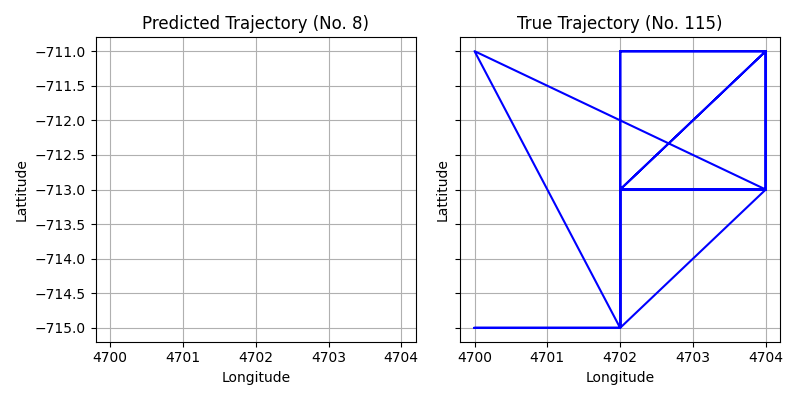 Predicted Trajectory (No. 8)
True Trajectory (No. 115)
−711.0
−711.5
−712.0
−712.5
−713.0
−713.5
−714.0
−714.5
−715.0
Lattitude
Lattitude
4700 4701 4702 4703 4704
4700 4701 4702 4703 4704
Longitude
Longitude